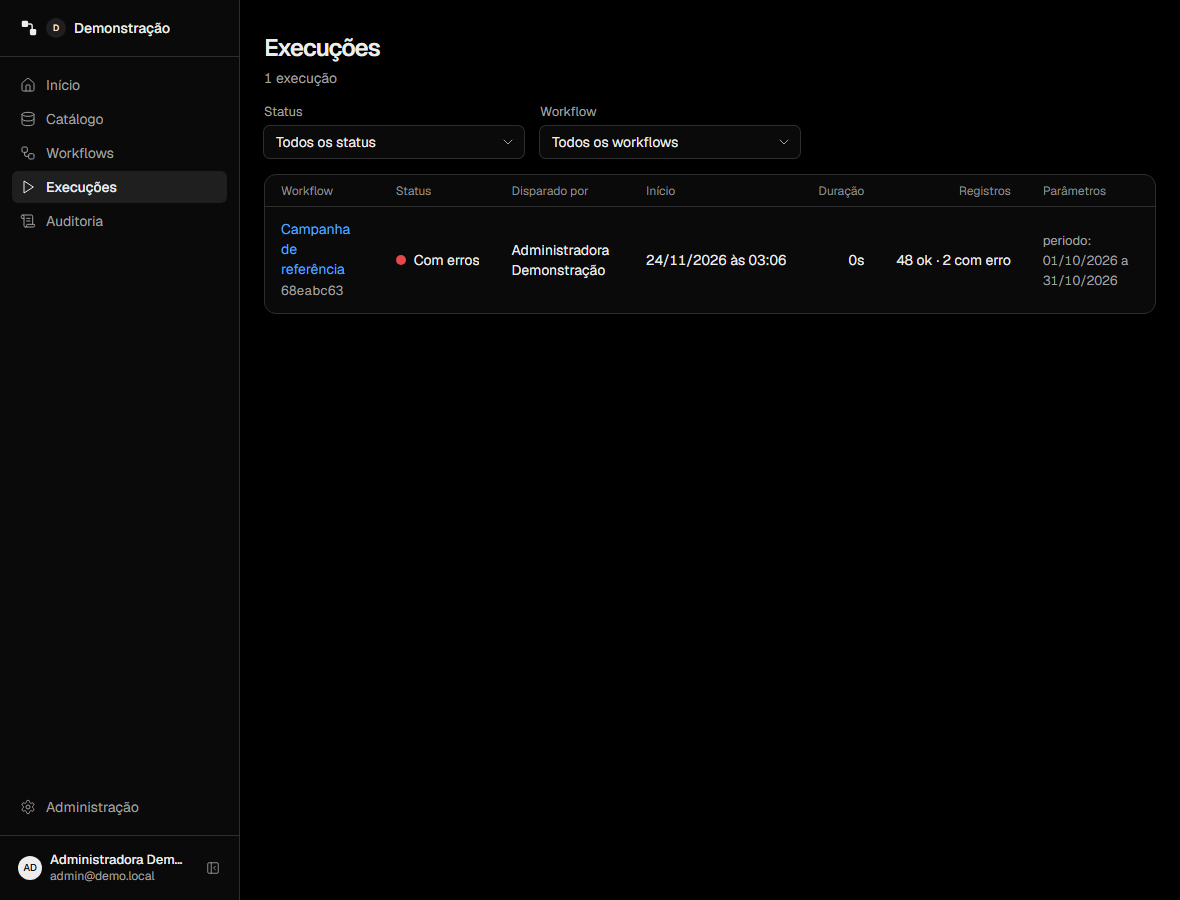 D Demonstração
Início
Catálogo
Workflows
Execuções
Auditoria
Administração
AD
Administradora Dem...
admin@demo.local
Execuções
1 execução
Status
Workflow
Todos os status
Todos os workflows
Workflow Status Disparado por Início Duração Registros Parâmetros
Campanha
de
referência
68eabc63
Com erros
Administradora
Demonstração
24/11/2026 às 03:06
0s
48 ok · 2 com erro
periodo:
01/10/2026 a
31/10/2026